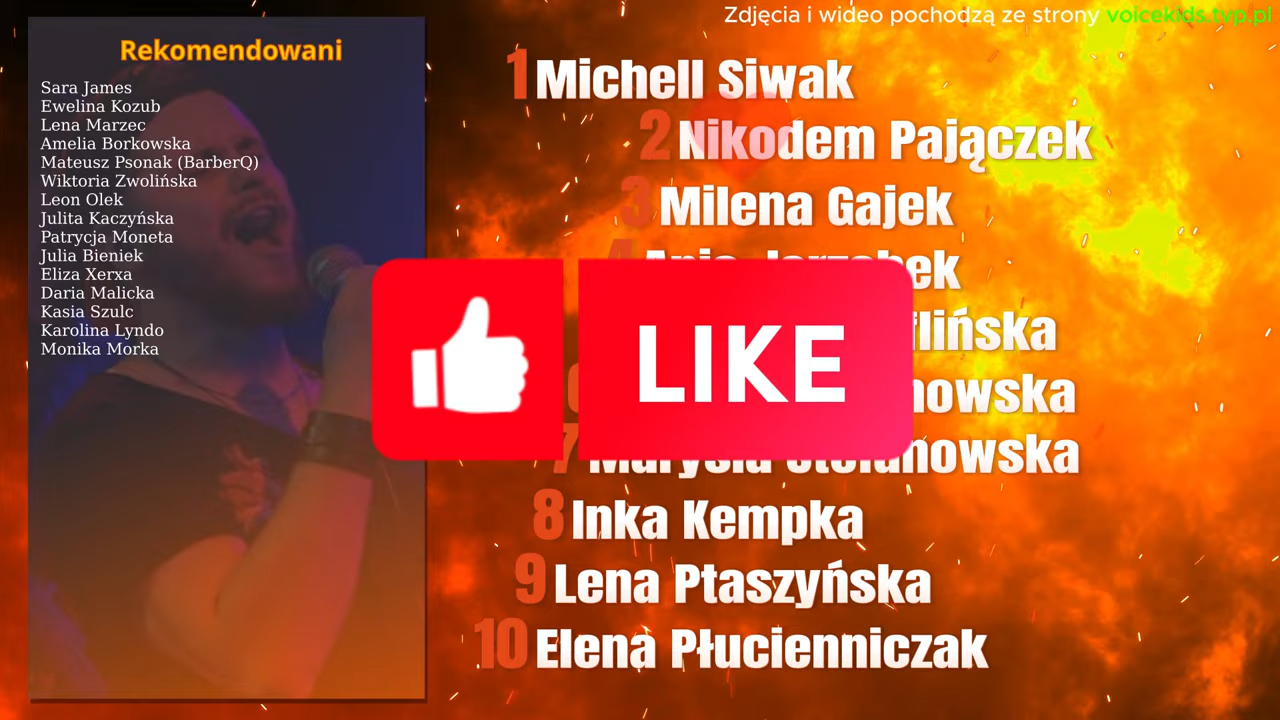 Zdjęcia i wideo pochodzą ze strony voicekids.tvp.pl
Rekomendowani
Sara James
Ewelina Kozub
Lena Marzec
Amelia Borkowska
Mateusz Psonak (BarberQ)
Wiktoria Zwolińska
Leon Olek
Julita Kaczyńska
Patrycja Moneta
Julia Bieniek
Eliza Xerxa
Daria Malicka
Kasia Szulc
Karolina Lyndo
Monika Morka
1 Michell Siwak
2 Nikodem Pajączek
3 Milena Gajek
LIKE
7
8 Inka Kempka
9 Lena Ptaszyńska
10 Elena Płucienniczak